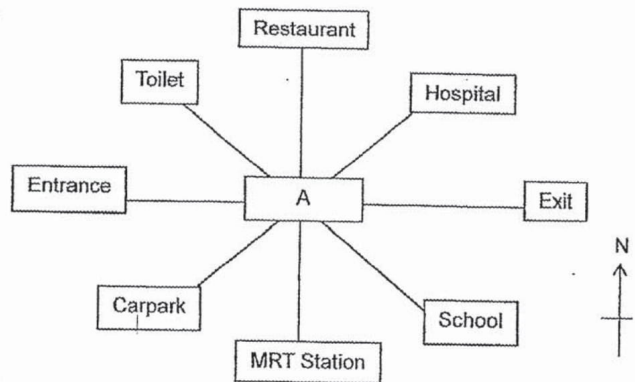 Restaurant
Toilet
Hospital
Entrance
A
Exit
N
Carpark
School
MRT Station